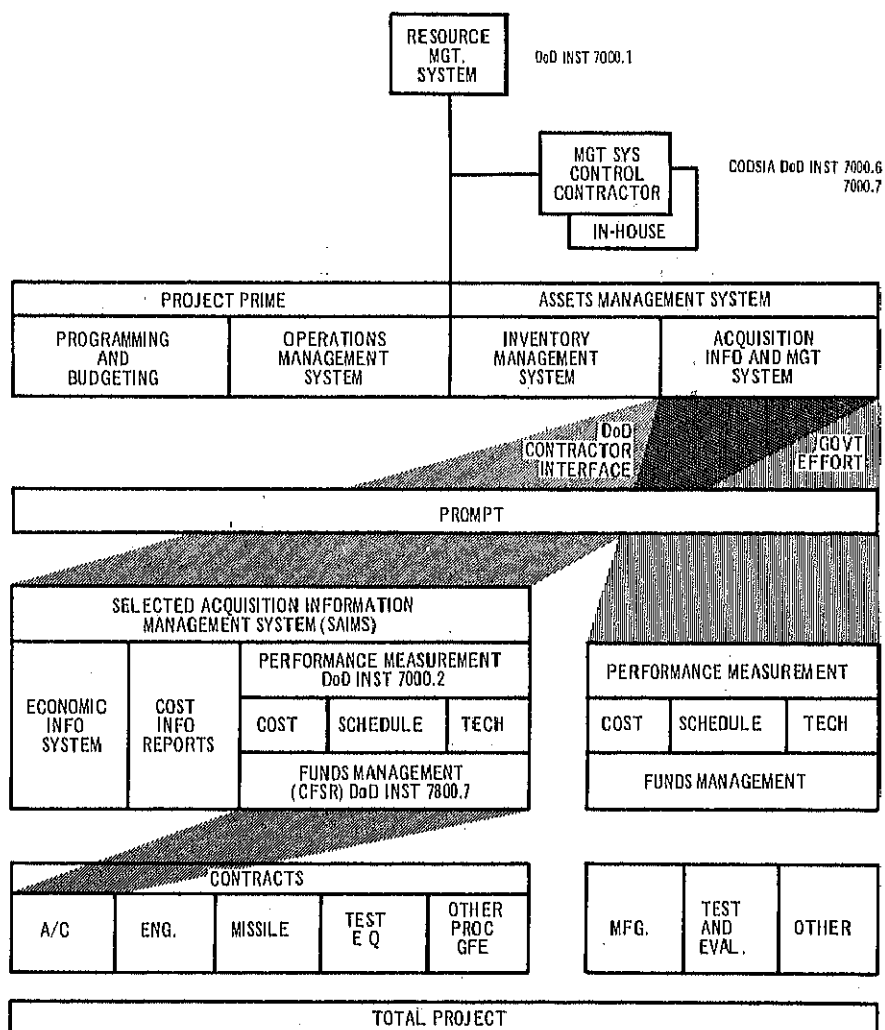 RESOURCE
MGT.
SYSTEM
DoD INST 7000.1
MGT SYS
CONTROL
CONTRACTOR
IN-HOUSE
CODSIA DoD INST 7000.6
7000.7
PROJECT PRIME
ASSETS MANAGEMENT SYSTEM
PROGRAMMING
AND
BUDGETING
OPERATIONS
MANAGEMENT
SYSTEM
INVENTORY
MANAGEMENT
SYSTEM
ACQUISITION
INFO AND MGT
SYSTEM
DoD
CONTRACTOR
INTERFACE
GOVT
EFFORT
PROMPT
SELECTED ACQUISITION INFORMATION
MANAGEMENT SYSTEM (SAIMS)
ECONOMIC
INFO
SYSTEM
COST
INFO
REPORTS
PERFORMANCE MEASUREMENT
DoD INST 7000.2
COST
SCHEDULE
TECH
FUNDS MANAGEMENT
(CFSR) DoD INST 7800.7
PERFORMANCE MEASUREMENT
COST
SCHEDULE
TECH
FUNDS MANAGEMENT
CONTRACTS
A/C
ENG.
MISSILE
TEST
EQ
OTHER
PROC
GFE
MFG.
TEST
AND
EVAL.
OTHER
TOTAL PROJECT